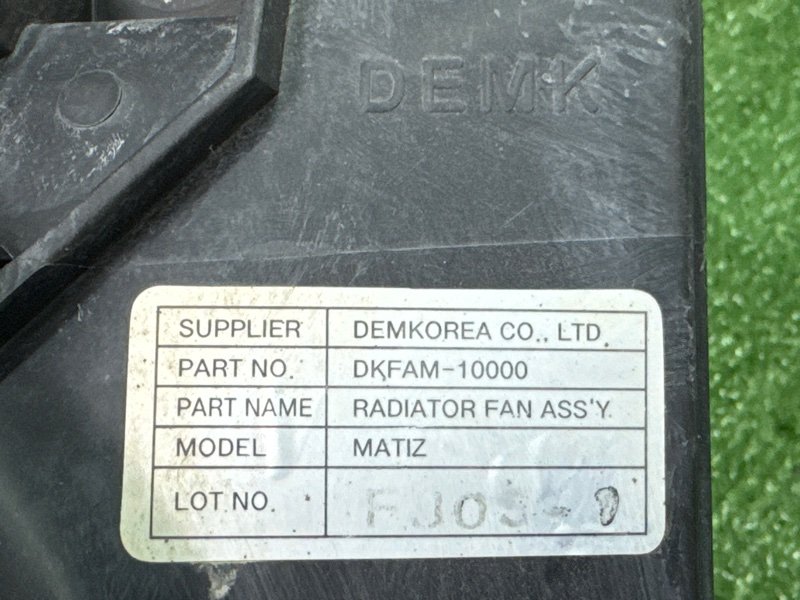 DEMK
SUPPLIER DEMKOREA CO., LTD.
PART NO. DKFAM-10000
PART NAME RADIATOR FAN ASS'Y
MODEL MATIZ
LOT NO.